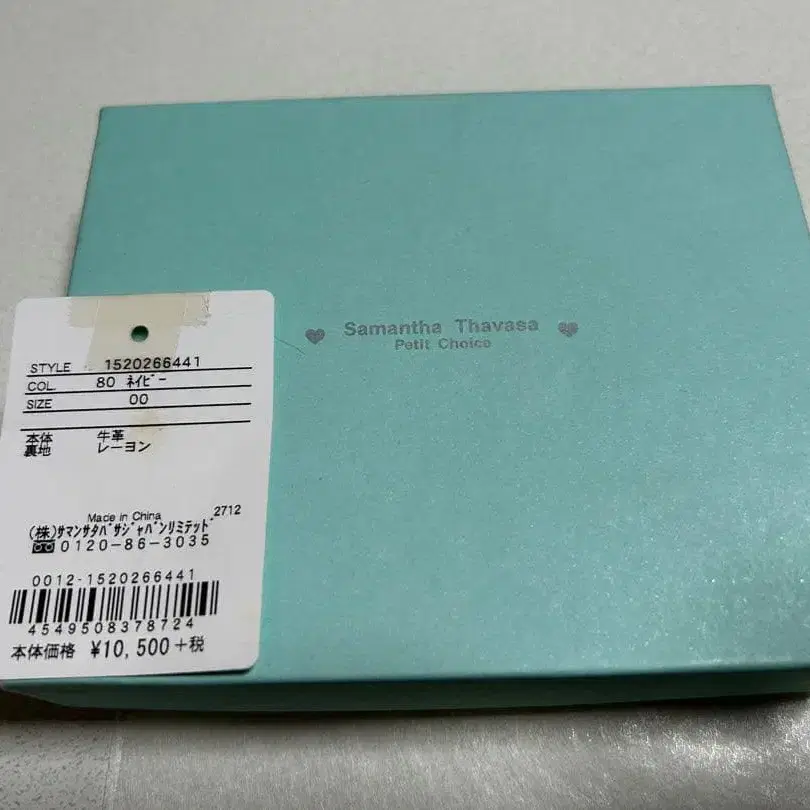 Samantha Thavasa
Petit Choice
STYLE 1520266441
COL. 80 ﾈｲﾋﾞｰ
SIZE 00
本体 牛革
裏地 レーヨン
Made in China 2712
(株)ｻﾏﾝｻﾀﾊﾞｻｼﾞｬﾊﾟﾝﾘﾐﾃｯﾄﾞ
0120-86-3035
0012-1520266441
4549508378724
本体価格 ¥10,500+税